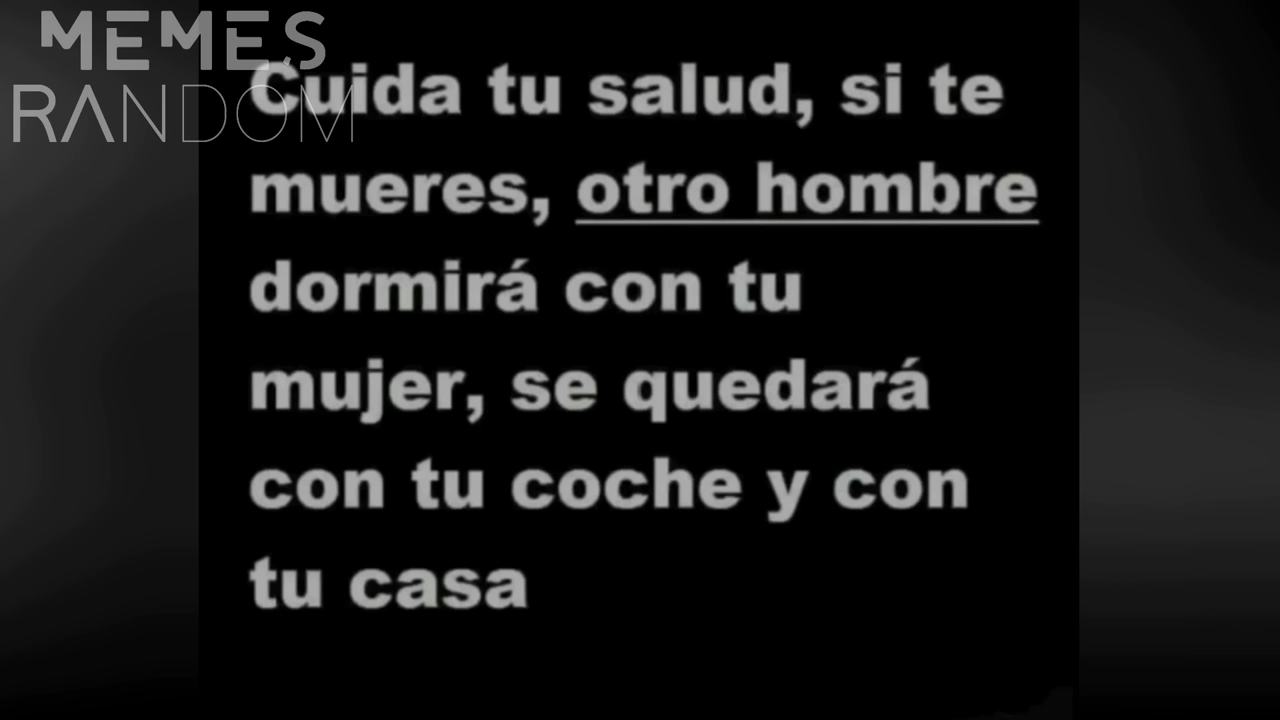 MEMES
RANDOM
Cuida tu salud, si te
mueres, otro hombre
dormirá con tu
mujer, se quedará
con tu coche y con
tu casa